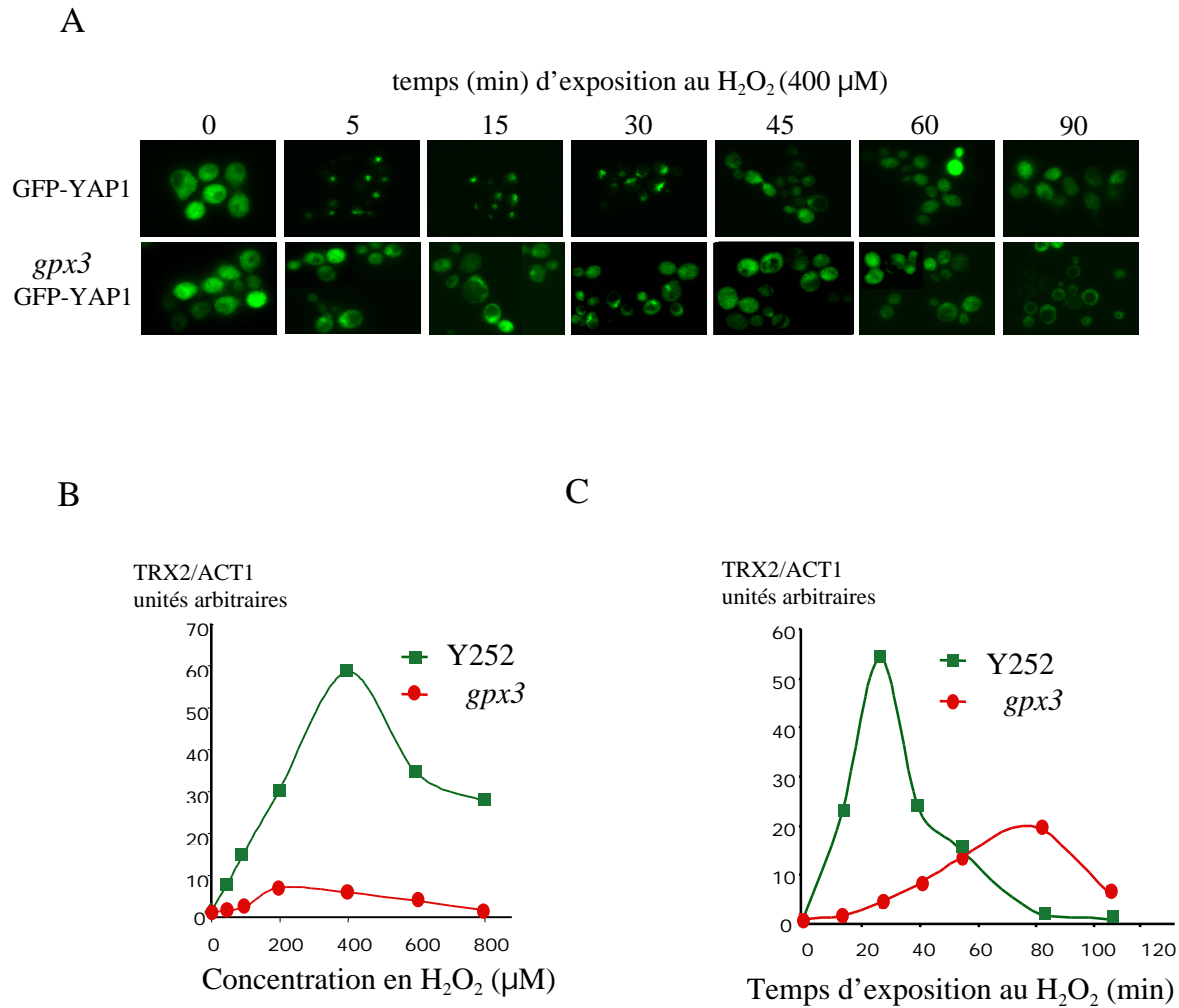 A
temps (min) d'exposition au H₂O₂ (400 µM)
0 5 15 30 45 60 90
GFP-YAP1
gpx3
GFP-YAP1
B
TRX2/ACT1
unités arbitraires
70
60
50
40
30
20
10
0
Y252
gpx3
0 200 400 600 800
Concentration en H₂O₂ (µM)
C
TRX2/ACT1
unités arbitraires
60
50
40
30
20
10
0
Y252
gpx3
0 20 40 60 80 100 120
Temps d'exposition au H₂O₂ (min)